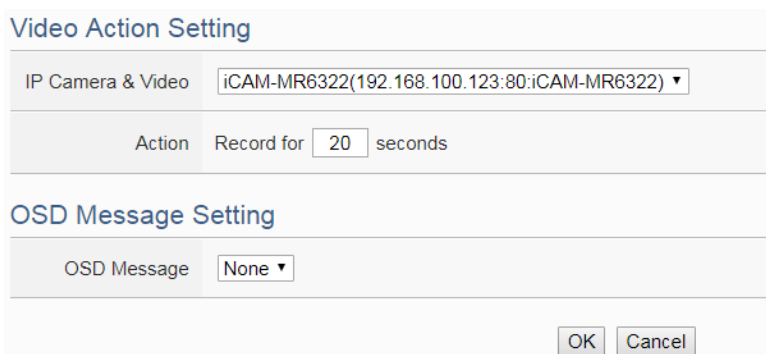 Video Action Setting
IP Camera & Video iCAM-MR6322(192.168.100.123:80:iCAM-MR6322)
Action Record for 20 seconds
OSD Message Setting
OSD Message None
OK Cancel